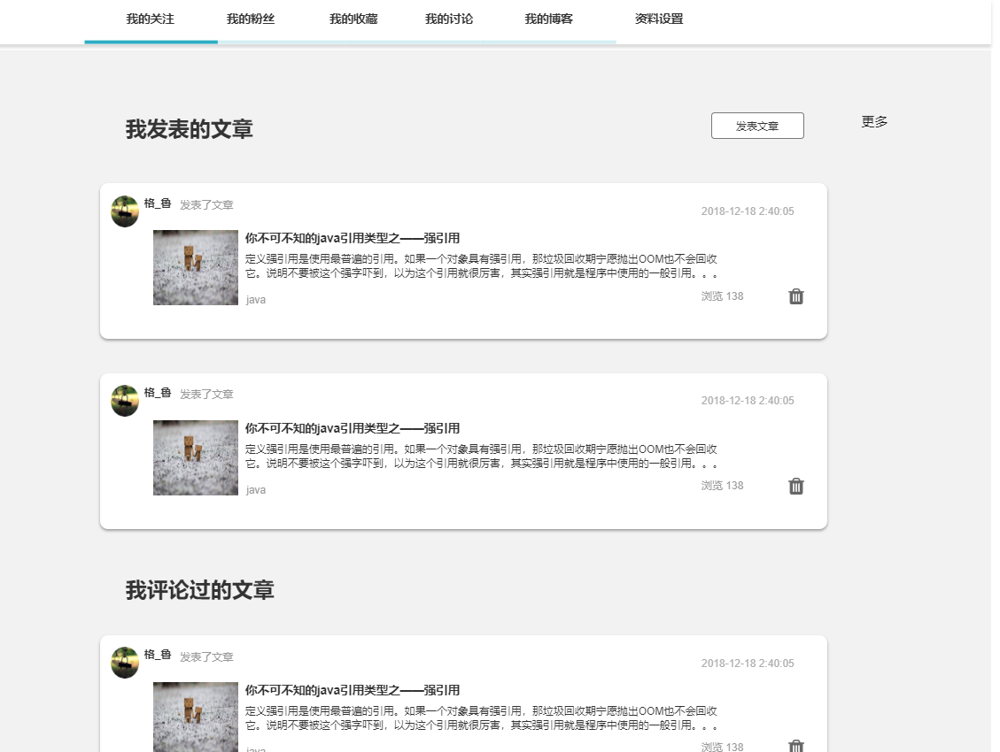 我的关注 我的粉丝 我的收藏 我的讨论 我的博客 资料设置
我发表的文章 发表文章 更多
格_鲁 发表了文章 2018-12-18 2:40:05
你不可不知的java引用类型之——强引用
定义强引用是使用最普遍的引用。如果一个对象具有强引用，那垃圾回收期宁愿抛出OOM也不会回收
它。说明不要被这个强字吓到，以为这个引用就很厉害，其实强引用就是程序中使用的一般引用。。。
java 浏览 138
格_鲁 发表了文章 2018-12-18 2:40:05
你不可不知的java引用类型之——强引用
定义强引用是使用最普遍的引用。如果一个对象具有强引用，那垃圾回收期宁愿抛出OOM也不会回收
它。说明不要被这个强字吓到，以为这个引用就很厉害，其实强引用就是程序中使用的一般引用。。。
java 浏览 138
我评论过的文章
格_鲁 发表了文章 2018-12-18 2:40:05
你不可不知的java引用类型之——强引用
定义强引用是使用最普遍的引用。如果一个对象具有强引用，那垃圾回收期宁愿抛出OOM也不会回收
它。说明不要被这个强字吓到，以为这个引用就很厉害，其实强引用就是程序中使用的一般引用。。。
java 浏览 138